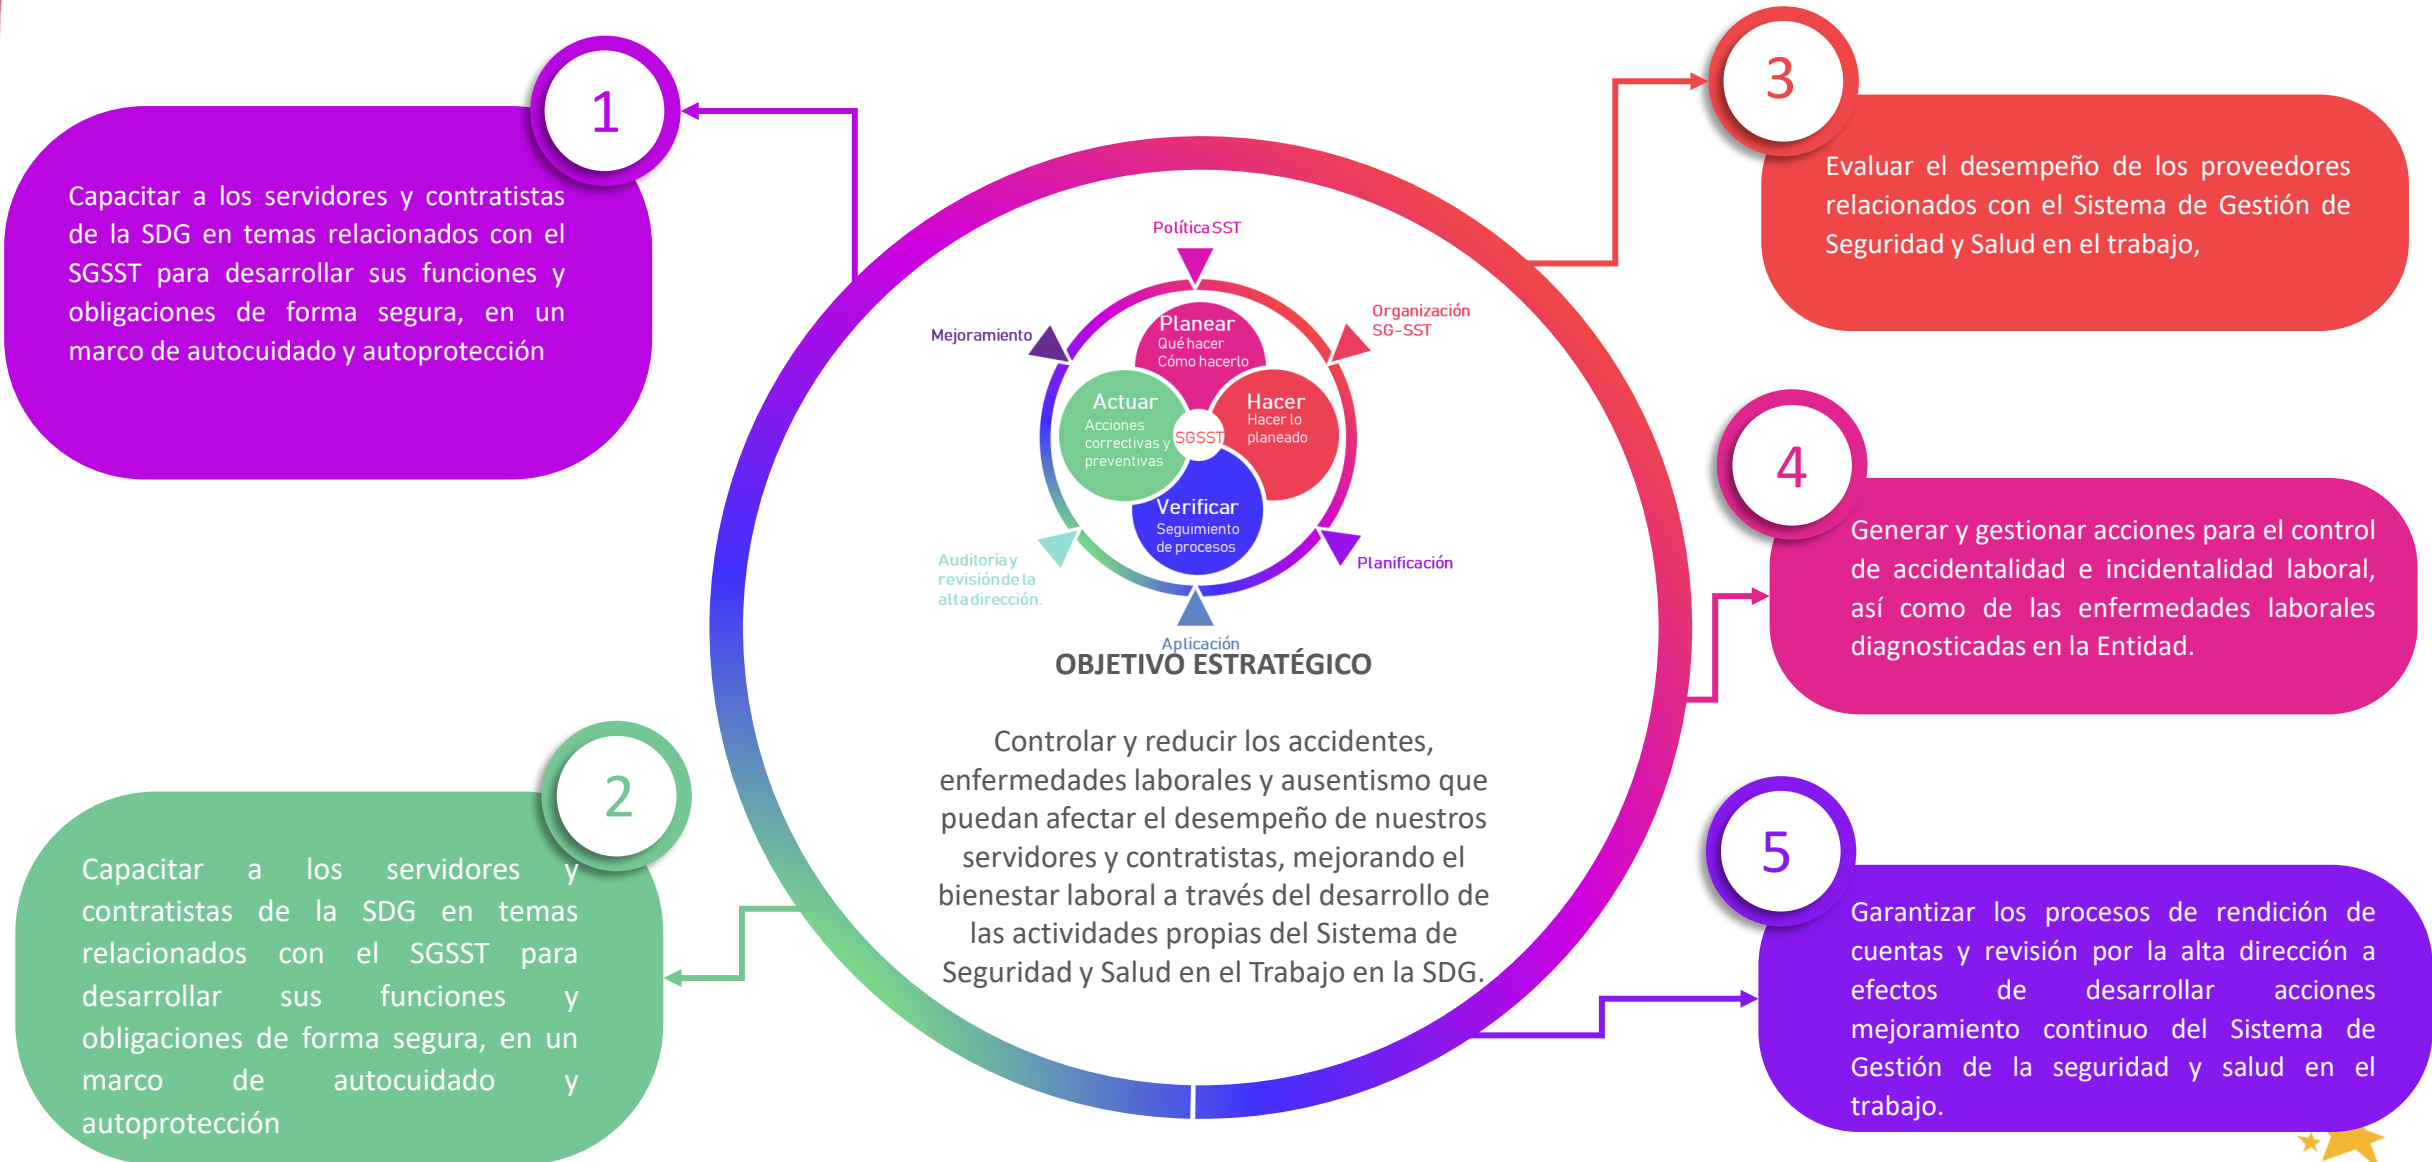 1
Capacitar a los servidores y contratistas
de la SDG en temas relacionados con el
SGSST para desarrollar sus funciones y
obligaciones de forma segura, en un
marco de autocuidado y autoprotección
2
Capacitar a los servidores y
contratistas de la SDG en temas
relacionados con el SGSST para
desarrollar sus funciones y
obligaciones de forma segura, en un
marco de autocuidado y
autoprotección
Política SST
Organización
SG-SST
Mejoramiento
Planear
Qué hacer
Cómo hacerlo
Actuar
Acciones
correctivas y
preventivas
SGSST
Hacer
Hacer lo
planeado
Verificar
Seguimiento
de procesos
Auditoria y
revisión de la
alta dirección.
Planificación
Aplicación
OBJETIVO ESTRATÉGICO
Controlar y reducir los accidentes,
enfermedades laborales y ausentismo que
puedan afectar el desempeño de nuestros
servidores y contratistas, mejorando el
bienestar laboral a través del desarrollo de
las actividades propias del Sistema de
Seguridad y Salud en el Trabajo en la SDG.
3
Evaluar el desempeño de los proveedores
relacionados con el Sistema de Gestión de
Seguridad y Salud en el trabajo,
4
Generar y gestionar acciones para el control
de accidentalidad e incidentalidad laboral,
así como de las enfermedades laborales
diagnosticadas en la Entidad.
5
Garantizar los procesos de rendición de
cuentas y revisión por la alta dirección a
efectos de desarrollar acciones
mejoramiento continuo del Sistema de
Gestión de la seguridad y salud en el
trabajo.